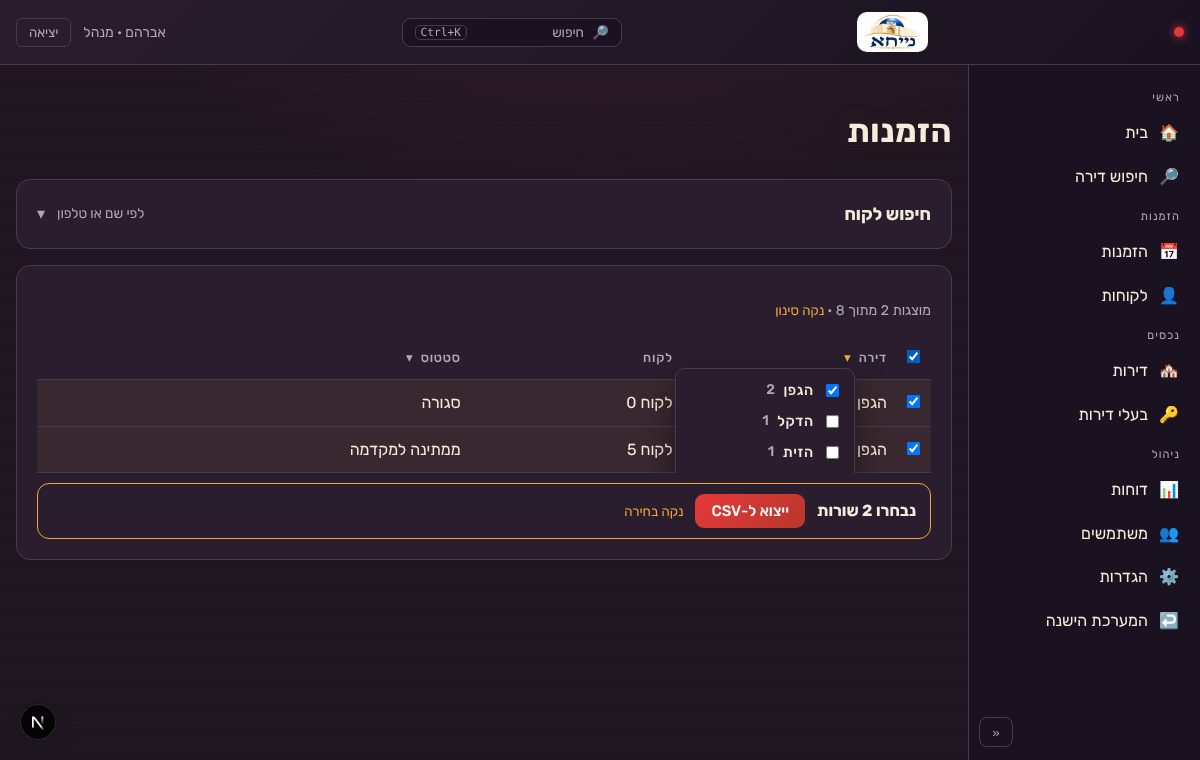 נייחא
🔎 חיפוש Ctrl+K
אברהם • מנהל
יציאה
ראשי
בית
חיפוש דירה
הזמנות
הזמנות
לקוחות
נכסים
דירות
בעלי דירות
ניהול
דוחות
משתמשים
הגדרות
המערכת הישנה
»
הזמנות
חיפוש לקוח
לפי שם או טלפון ▼
מוצגות 2 מתוך 8 • נקה סינון
דירה ▼ לקוח סטטוס ▼
הגפן לקוח 0 סגורה
הגפן לקוח 5 ממתינה למקדמה
הגפן 2
הדקל 1
הזית 1
נבחרו 2 שורות ייצוא ל-CSV נקה בחירה